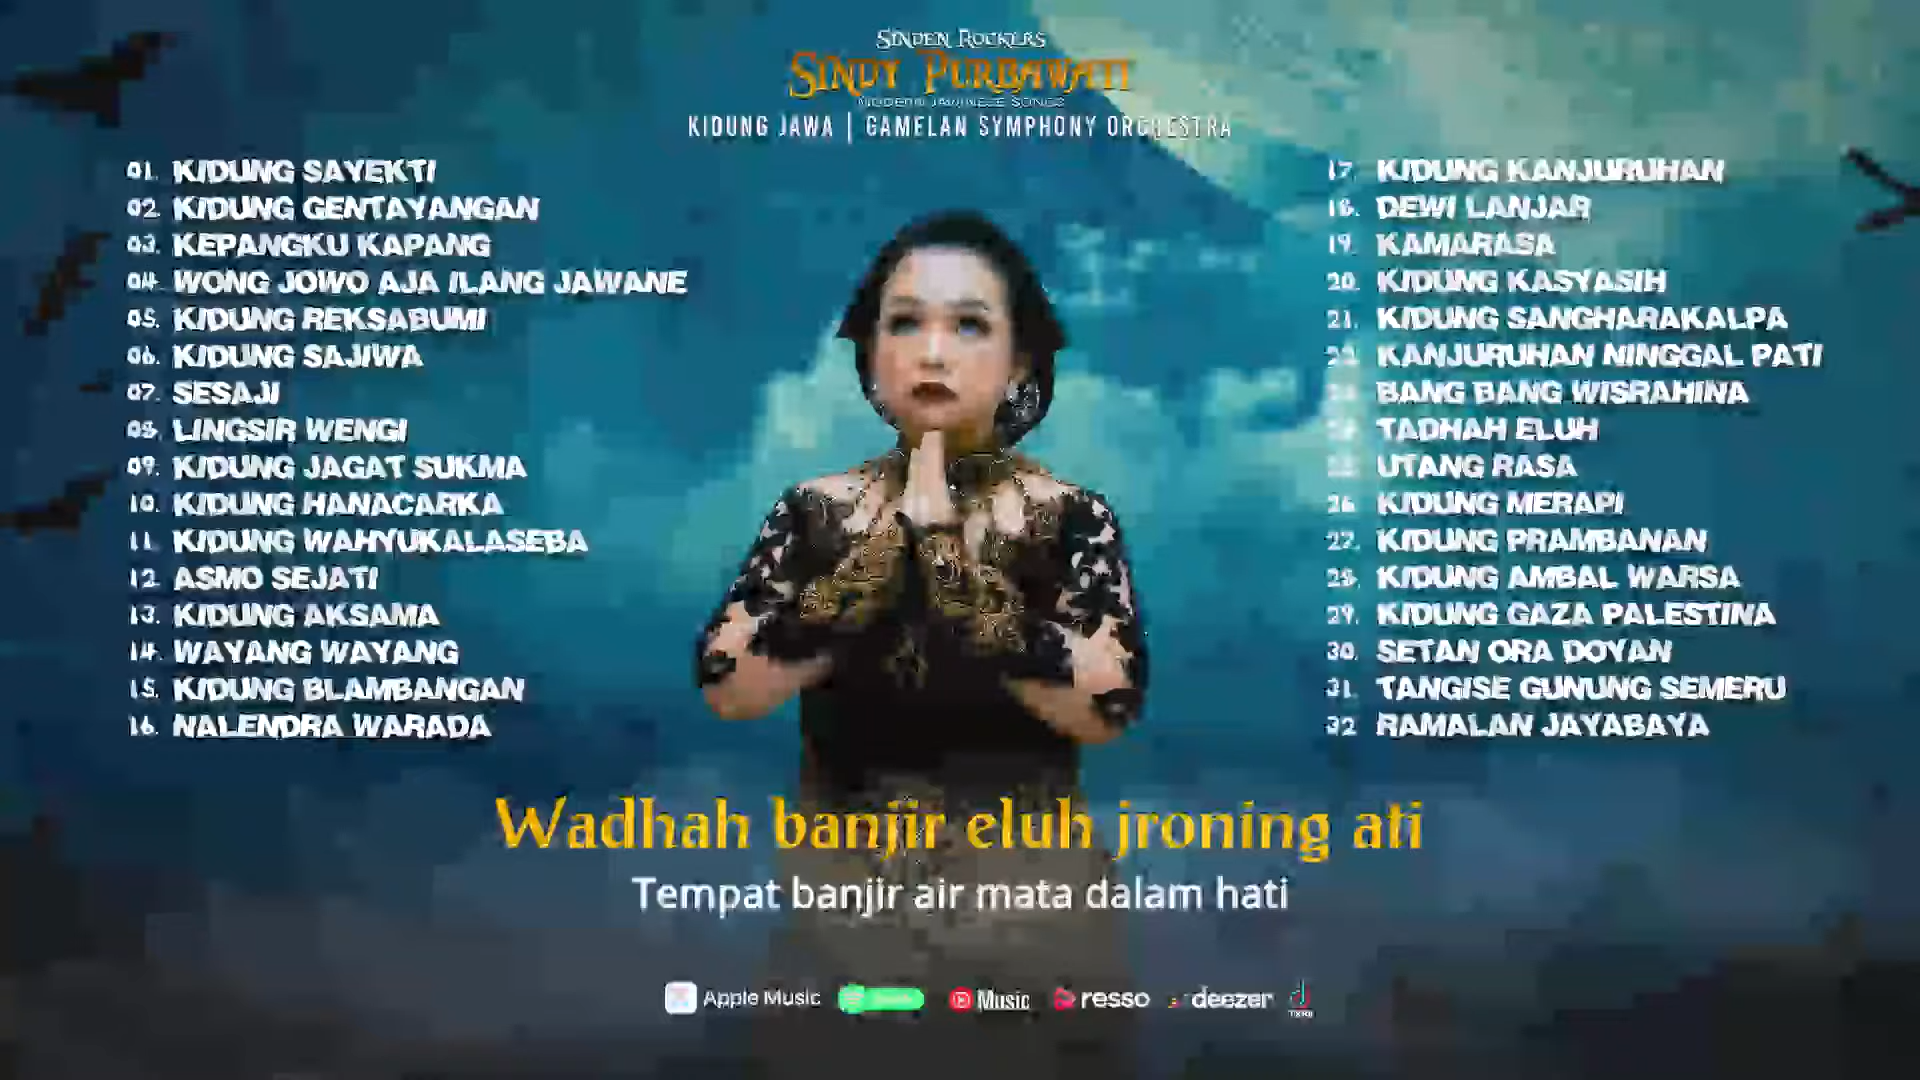 SINDEN ROCKERS
SINDY PURBAWATI
MODERN JAVANESE SONGS
KIDUNG JAWA | GAMELAN SYMPHONY ORCHESTRA
01. KIDUNG SAYEKTI
02. KIDUNG GENTAYANGAN
03. KEPANGKU KAPANG
04. WONG JOWO AJA ILANG JAWANE
05. KIDUNG REKSABUMI
06. KIDUNG SAJIWA
07. SESAJI
08. LINGSIR WENGI
09. KIDUNG JAGAT SUKMA
10. KIDUNG HANACARKA
11. KIDUNG WAHYUKALASEBA
12. ASMO SEJATI
13. KIDUNG AKSAMA
14. WAYANG WAYANG
15. KIDUNG BLAMBANGAN
16. NALENDRA WARADA
17. KIDUNG KANJURUHAN
18. DEWI LANJAR
19. KAMARASA
20. KIDUNG KASYASIH
21. KIDUNG SANGHARAKALPA
22. KANJURUHAN NINGGAL PATI
BANG BANG WISRAHINA
TADHAH ELUH
UTANG RASA
26. KIDUNG MERAPI
27. KIDUNG PRAMBANAN
28. KIDUNG AMBAL WARSA
29. KIDUNG GAZA PALESTINA
30. SETAN ORA DOYAN
31. TANGISE GUNUNG SEMERU
32. RAMALAN JAYABAYA
Wadhah banjir eluh jroning ati
Tempat banjir air mata dalam hati
Apple Music
Music
resso
deezer